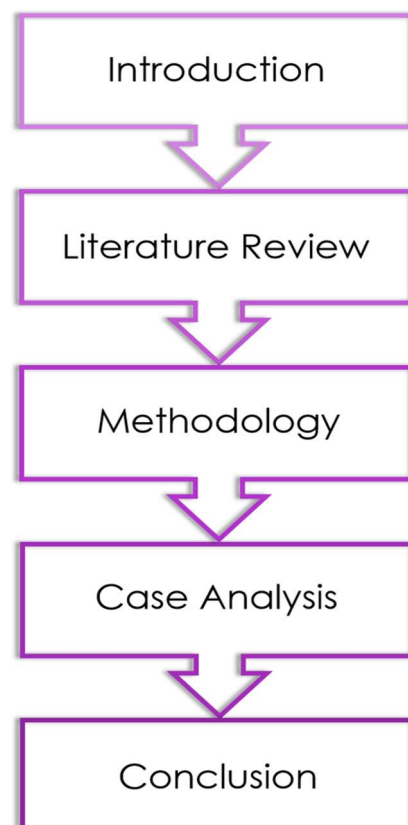 Introduction
Literature Review
Methodology
Case Analysis
Conclusion